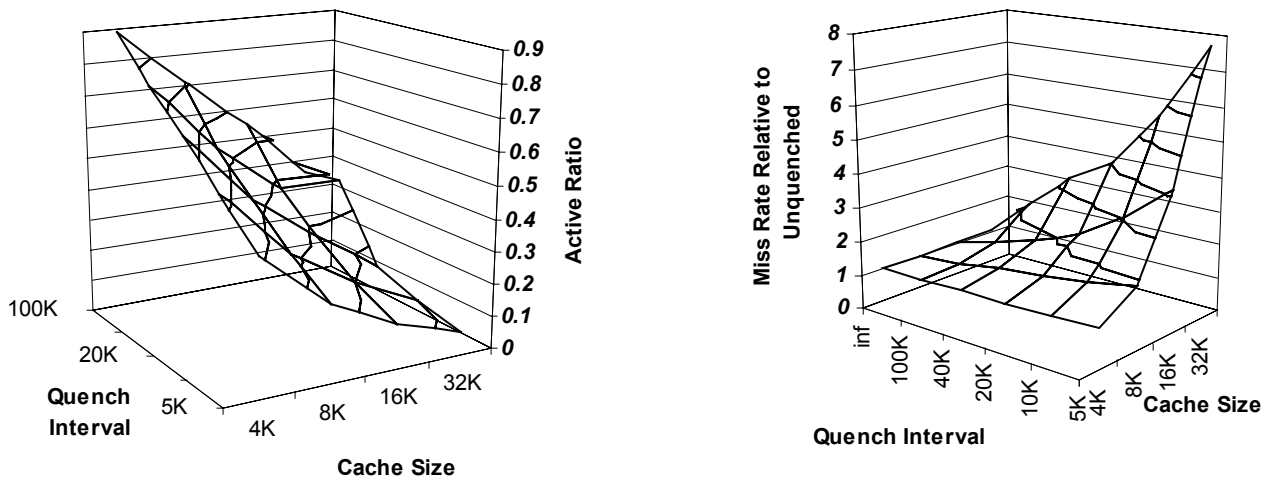 0.9
0.8
0.7
0.6
0.5
0.4
0.3
0.2
0.1
0
Active Ratio
100K
20K
5K
Quench
Interval
4K
8K
16K
32K
Cache Size
8
7
6
5
4
3
2
1
0
Miss Rate Relative to
Unquenched
inf
100K
40K
20K
10K
5K
Quench Interval
4K
8K
16K
32K
Cache Size